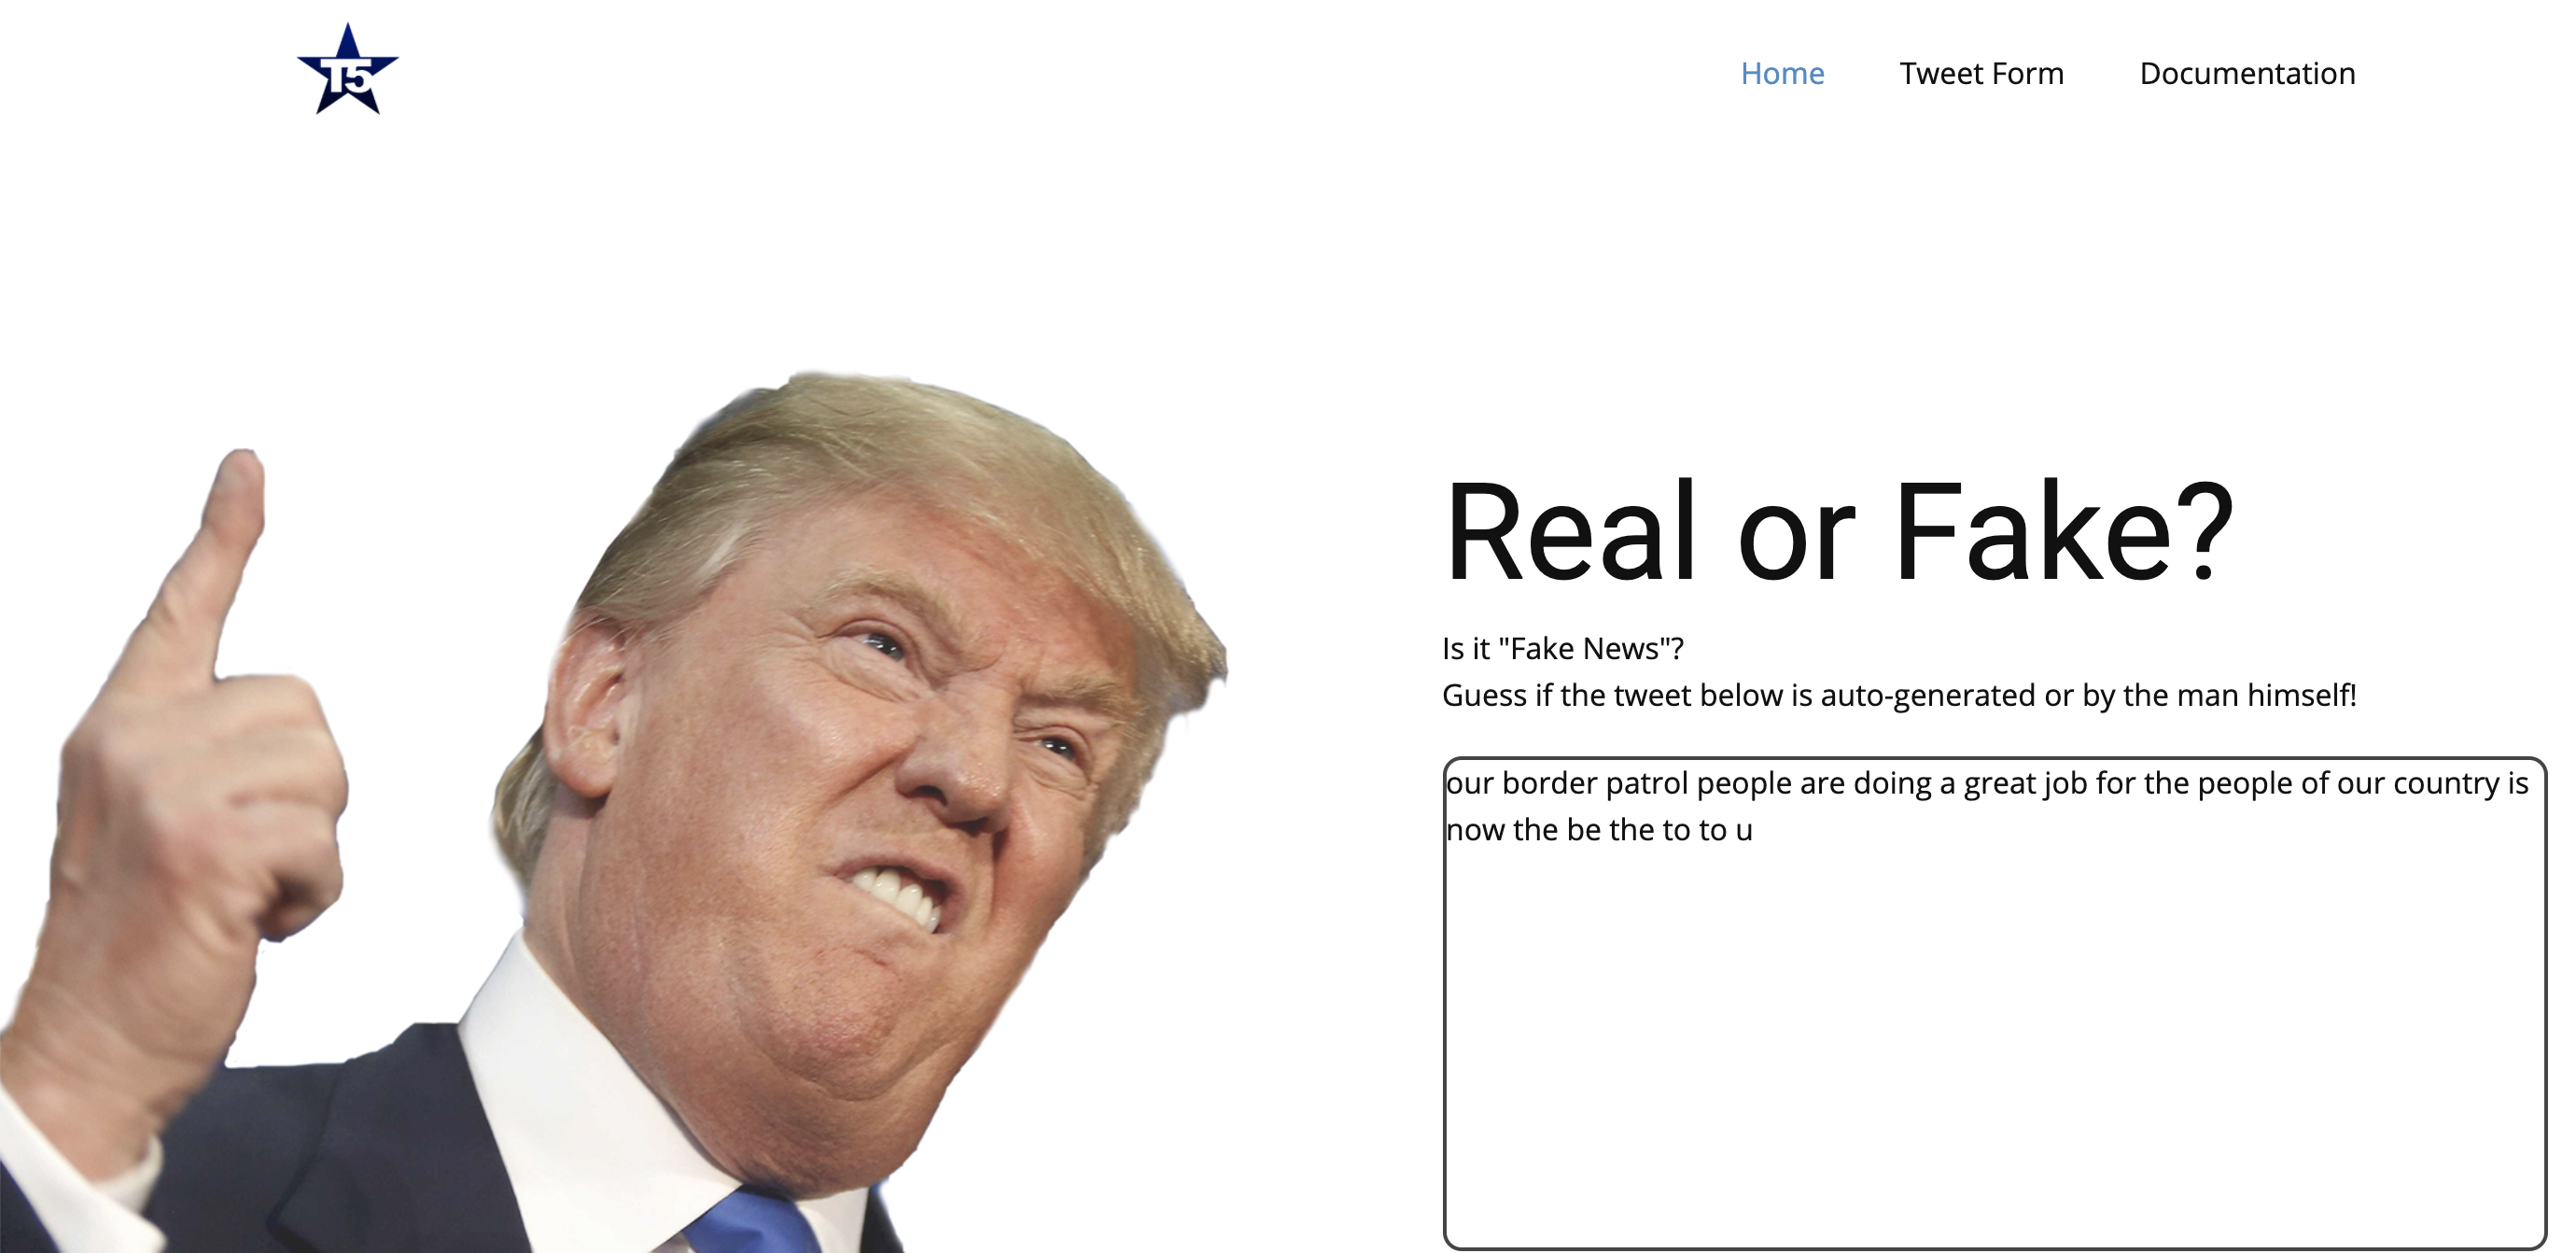 T5
Home
Tweet Form
Documentation
Real or Fake?
Is it "Fake News"?
Guess if the tweet below is auto-generated or by the man himself!
our border patrol people are doing a great job for the people of our country is
now the be the to to u